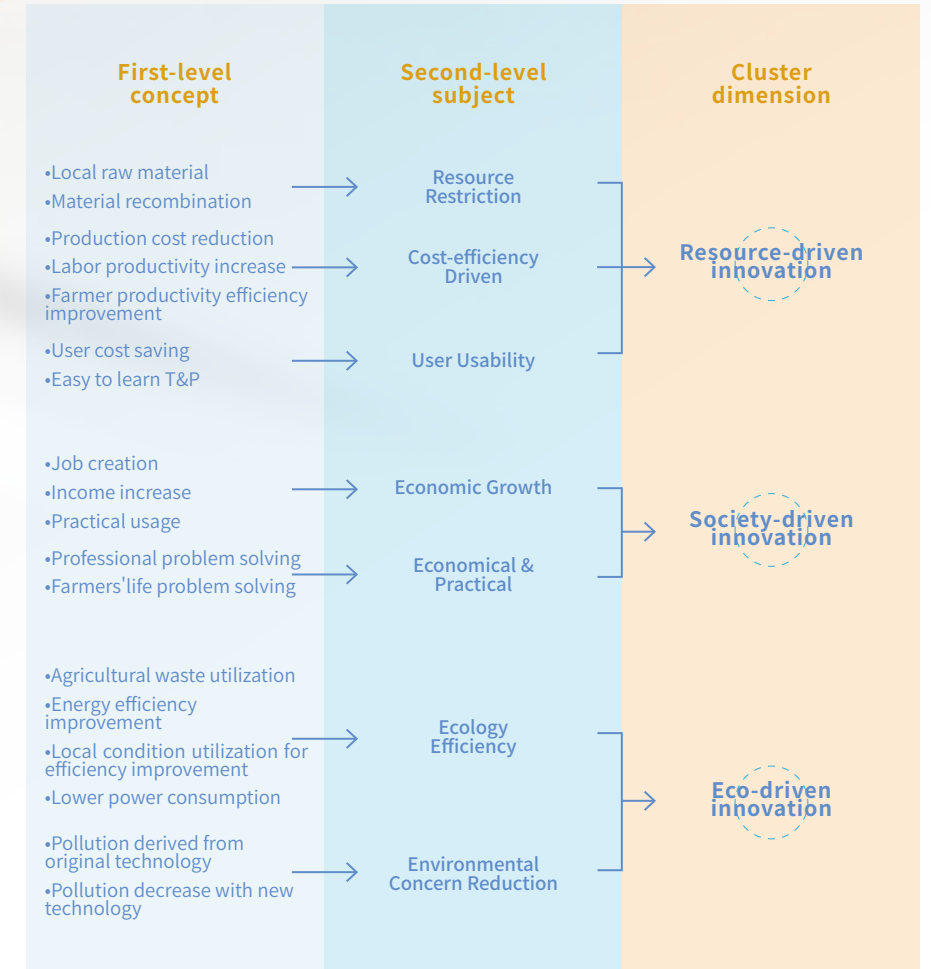 First-level
concept
Second-level
subject
Cluster
dimension
•Local raw material
•Material recombination
Resource
Restriction
•Production cost reduction
•Labor productivity increase
•Farmer productivity efficiency
improvement
Cost-efficiency
Driven
•User cost saving
•Easy to learn T&P
User Usability
Resource-driven
innovation
•Job creation
•Income increase
•Practical usage
Economic Growth
•Professional problem solving
•Farmers'life problem solving
Economical &
Practical
Society-driven
innovation
•Agricultural waste utilization
•Energy efficiency
improvement
•Local condition utilization for
efficiency improvement
•Lower power consumption
Ecology
Efficiency
•Pollution derived from
original technology
•Pollution decrease with new
technology
Environmental
Concern Reduction
Eco-driven
innovation